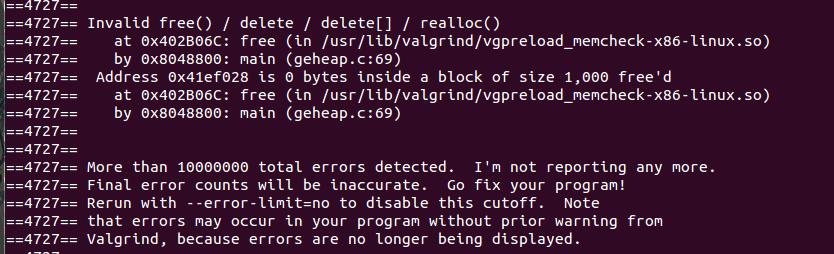 ==4727==
==4727== Invalid free() / delete / delete[] / realloc()
==4727==    at 0x402B06C: free (in /usr/lib/valgrind/vgpreload_memcheck-x86-linux.so)
==4727==    by 0x8048800: main (geheap.c:69)
==4727==  Address 0x41ef028 is 0 bytes inside a block of size 1,000 free'd
==4727==    at 0x402B06C: free (in /usr/lib/valgrind/vgpreload_memcheck-x86-linux.so)
==4727==    by 0x8048800: main (geheap.c:69)
==4727==
==4727==
==4727== More than 10000000 total errors detected.  I'm not reporting any more.
==4727== Final error counts will be inaccurate.  Go fix your program!
==4727== Rerun with --error-limit=no to disable this cutoff.  Note
==4727== that errors may occur in your program without prior warning from
==4727== Valgrind, because errors are no longer being displayed.
==4727==